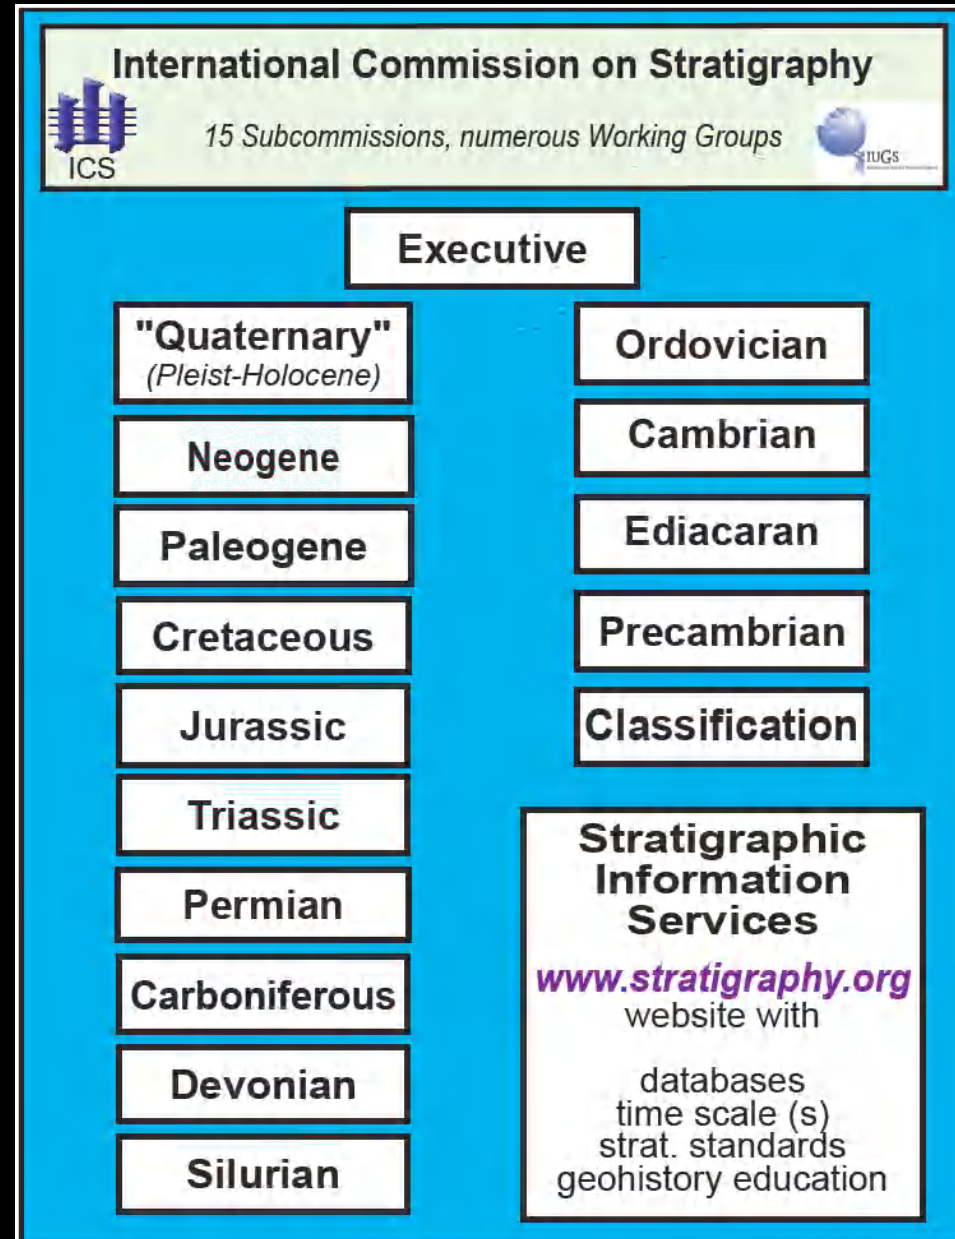 International Commission on Stratigraphy
15 Subcommissions, numerous Working Groups
ICS
IUGS
Executive
"Quaternary"
(Pleist-Holocene)
Neogene
Paleogene
Cretaceous
Jurassic
Triassic
Permian
Carboniferous
Devonian
Silurian
Ordovician
Cambrian
Ediacaran
Precambrian
Classification
Stratigraphic
Information
Services
www.stratigraphy.org
website with
databases
time scale (s)
strat. standards
geohistory education